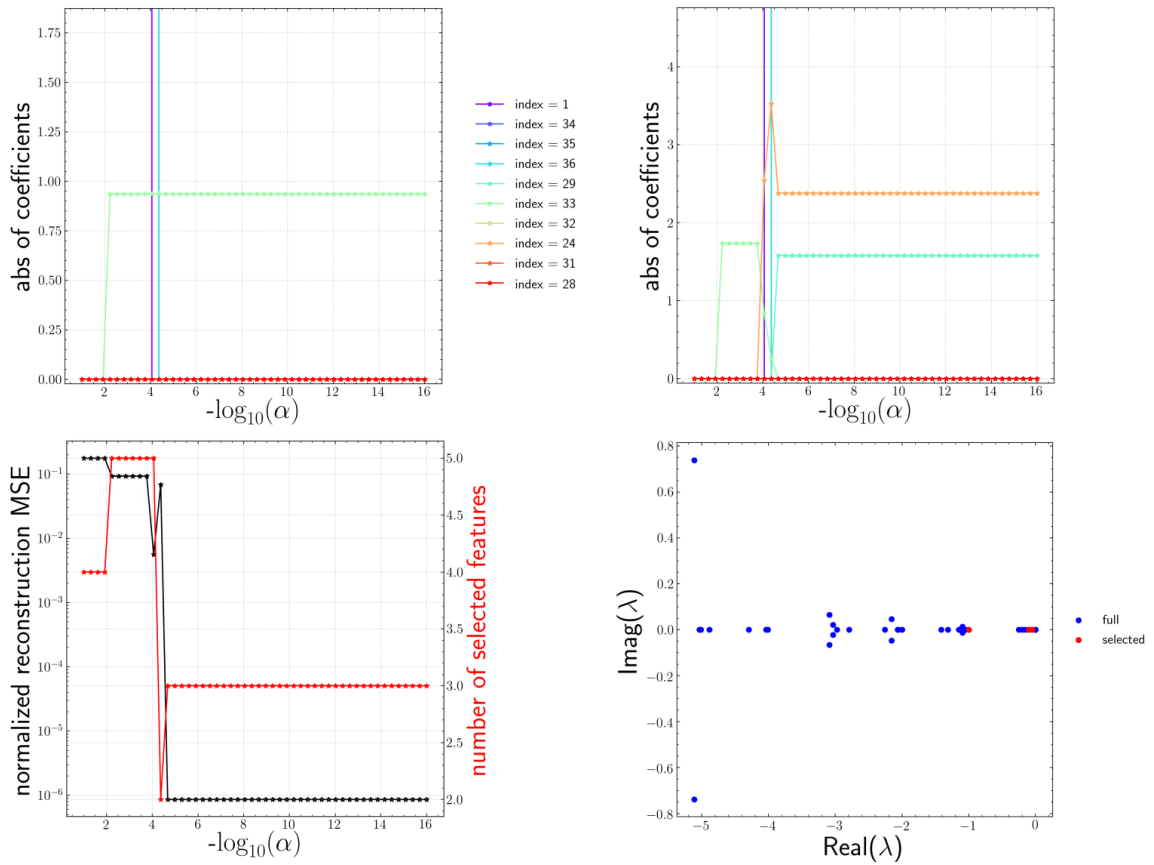 1.75
1.50
1.25
1.00
0.75
0.50
0.25
0.00
abs of coefficients
2 4 6 8 10 12 14 16
-log10(α)
index = 1
index = 34
index = 35
index = 36
index = 29
index = 33
index = 32
index = 24
index = 31
index = 28
4
3
2
1
0
abs of coefficients
2 4 6 8 10 12 14 16
-log10(α)
10−1
10−2
10−3
10−4
10−5
10−6
normalized reconstruction MSE
5.0
4.5
4.0
3.5
3.0
2.5
2.0
number of selected features
2 4 6 8 10 12 14 16
-log10(α)
0.8
0.6
0.4
0.2
0.0
−0.2
−0.4
−0.6
−0.8
Imag(λ)
−5 −4 −3 −2 −1 0
Real(λ)
full
selected